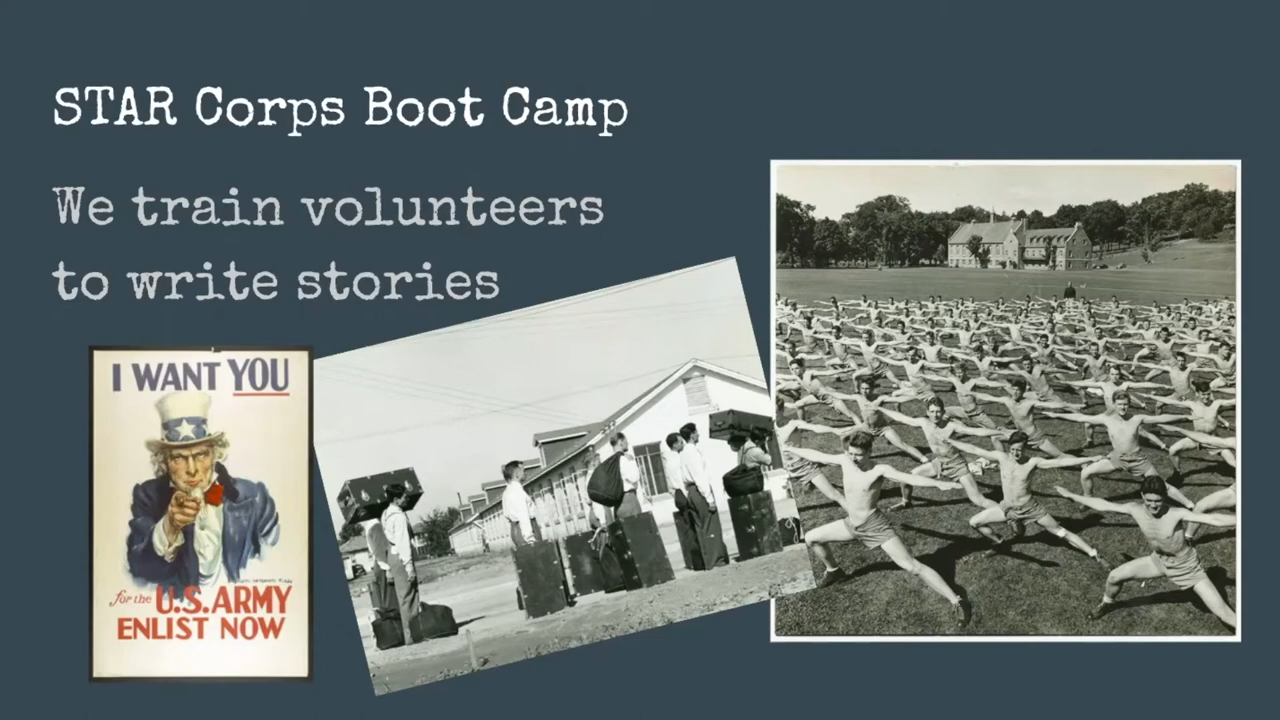 STAR Corps Boot Camp
We train volunteers
to write stories
I WANT YOU
for the U.S. ARMY
ENLIST NOW